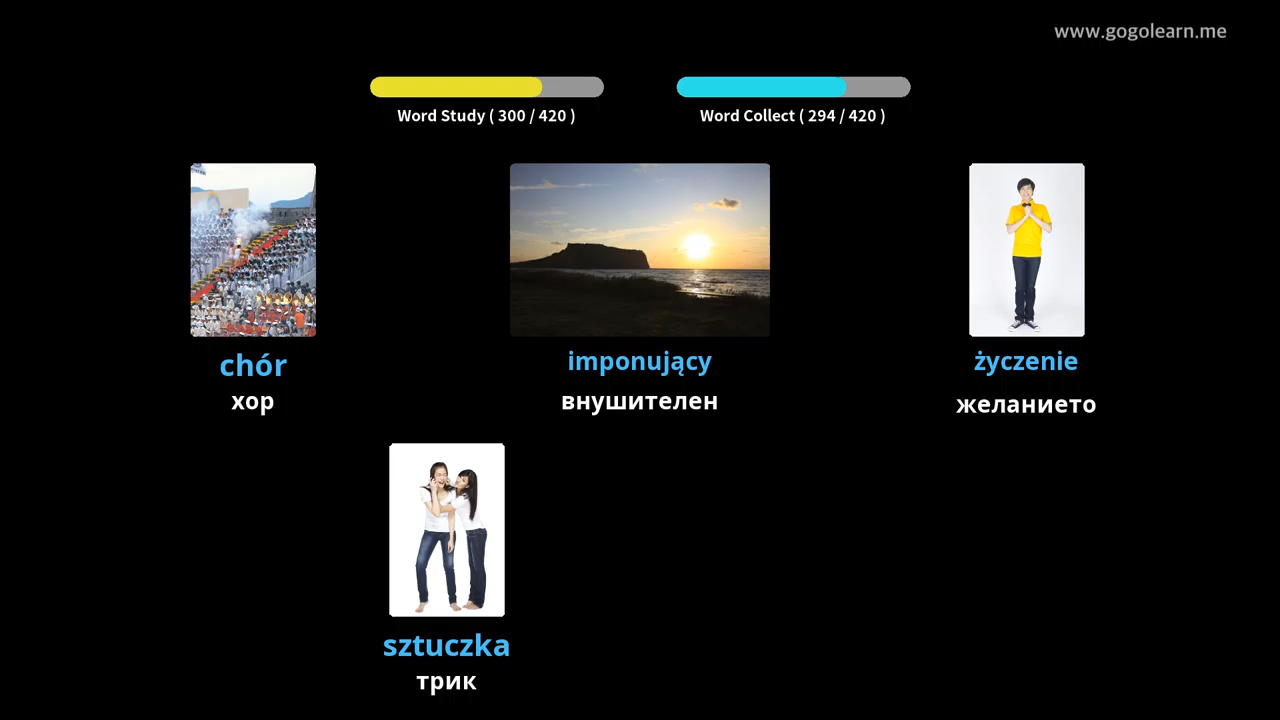 www.gogolearn.me
Word Study ( 300 / 420 )
Word Collect ( 294 / 420 )
chór
хор
imponujący
внушителен
życzenie
желанието
sztuczka
трик